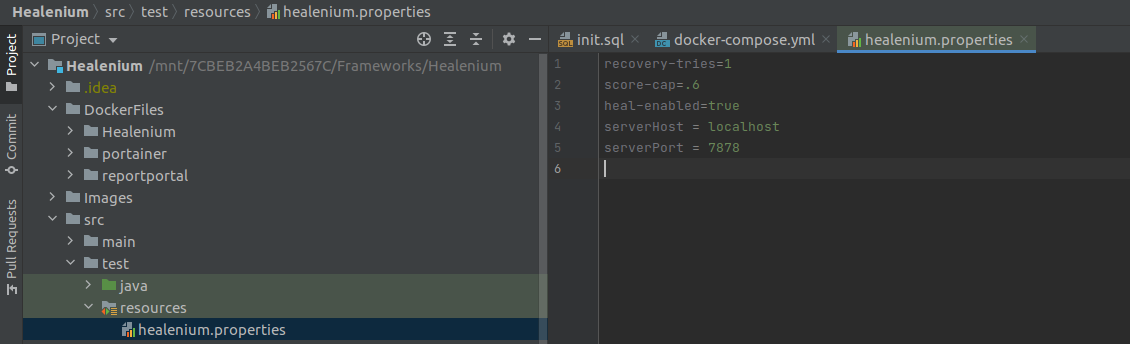 Healenium > src > test > resources > healenium.properties
Project
Commit
Pull Requests
Project
Healenium /mnt/7CBEB2A4BEB2567C/Frameworks/Healenium
.idea
DockerFiles
Healenium
portainer
reportportal
Images
src
main
test
java
resources
healenium.properties
init.sql × docker-compose.yml × healenium.properties ×
1 recovery-tries=1
2 score-cap=.6
3 heal-enabled=true
4 serverHost = localhost
5 serverPort = 7878
6